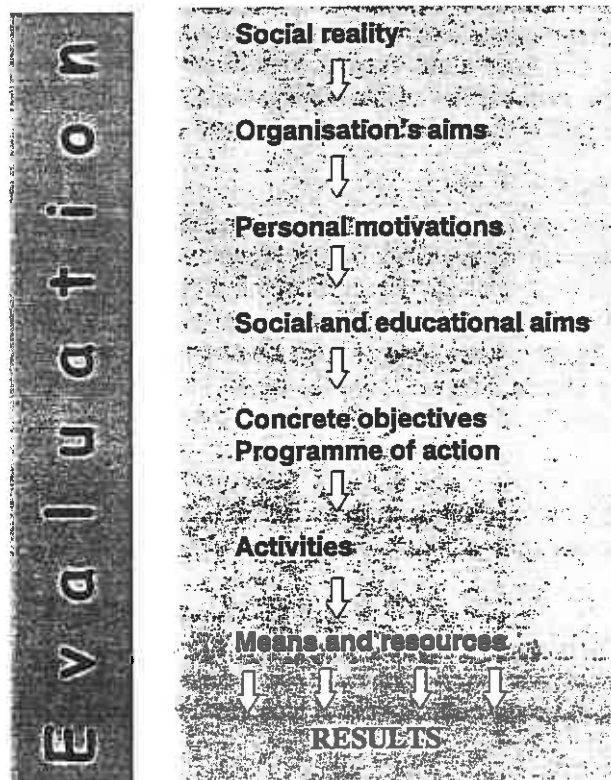 Evaluation
Social reality
Organisation's aims
Personal motivations
Social and educational aims
Concrete objectives
Programme of action
Activities
Means and resources
RESULTS